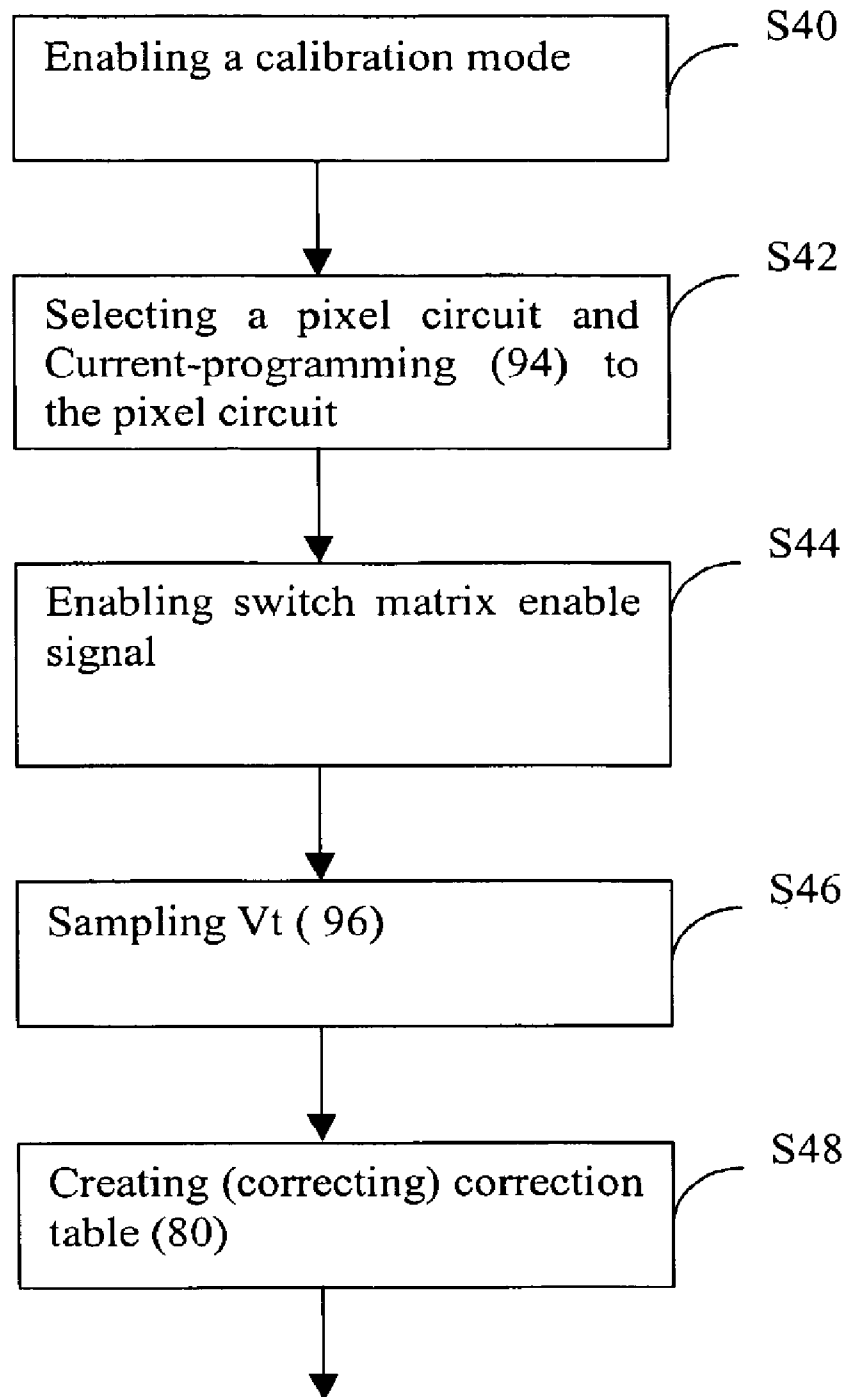 S40
Enabling a calibration mode
S42
Selecting a pixel circuit and
Current-programming (94) to
the pixel circuit
S44
Enabling switch matrix enable
signal
S46
Sampling Vt ( 96)
S48
Creating (correcting) correction
table (80)